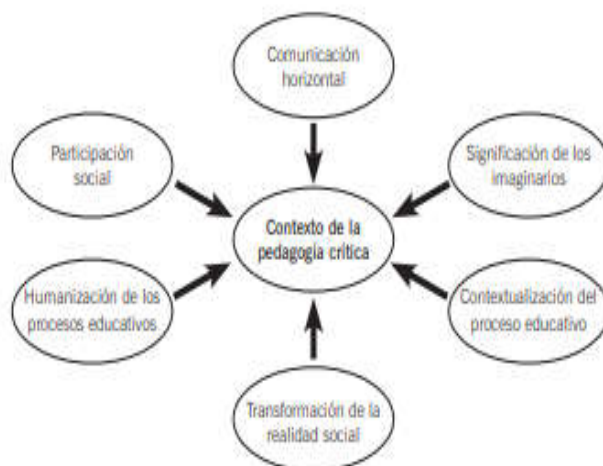 Comunicación
horizontal
Participación
social
Significación de los
imaginarios
Contexto de la
pedagogía crítica
Humanización de los
procesos educativos
Contextualización del
proceso educativo
Transformación de la
realidad social